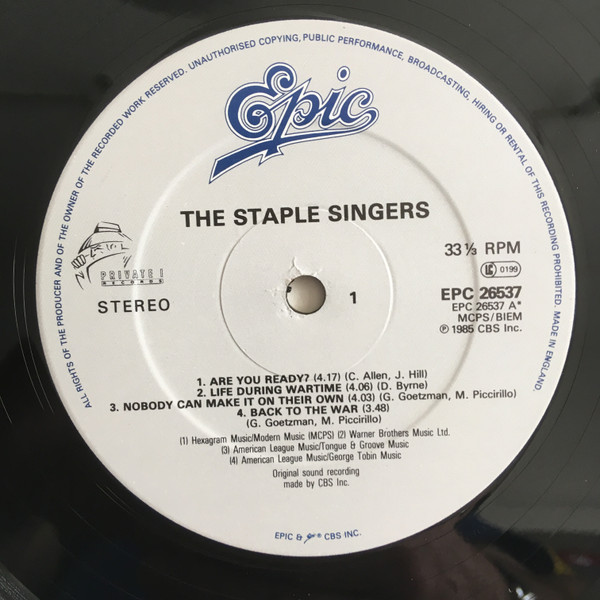 ALL RIGHTS OF THE PRODUCER AND OF THE OWNER OF THE RECORDED WORK RESERVED. UNAUTHORISED COPYING, PUBLIC PERFORMANCE, BROADCASTING, HIRING OR RENTAL OF THIS RECORDING PROHIBITED. MADE IN ENGLAND.
Epic
THE STAPLE SINGERS
PRIVATE I
RECORDS
STEREO
33 ⅓ RPM
0199
EPC 26537
EPC 26537 A*
MCPS/BIEM
℗ 1985 CBS Inc.
1
1. ARE YOU READY? (4.17) (C. Allen, J. Hill)
2. LIFE DURING WARTIME (4.06) (D. Byrne)
3. NOBODY CAN MAKE IT ON THEIR OWN (4.03) (G. Goetzman, M. Piccirillo)
4. BACK TO THE WAR (3.48)
(G. Goetzman, M. Piccirillo)
(1) Hexagram Music/Modern Music (MCPS) (2) Warner Brothers Music Ltd.
(3) American League Music/Tongue & Groove Music
(4) American League Music/George Tobin Music
Original sound recording
made by CBS Inc.
EPIC & ® CBS INC.